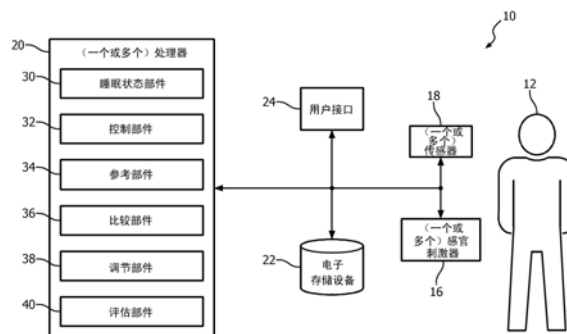 10
20
（一个或多个）处理器
30
睡眠状态部件
32
控制部件
34
参考部件
36
比较部件
38
调节部件
40
评估部件
24
用户接口
22
电子
存储设备
18
（一个或
多个）
传感器
12
（一个或
多个）感官
刺激器
16